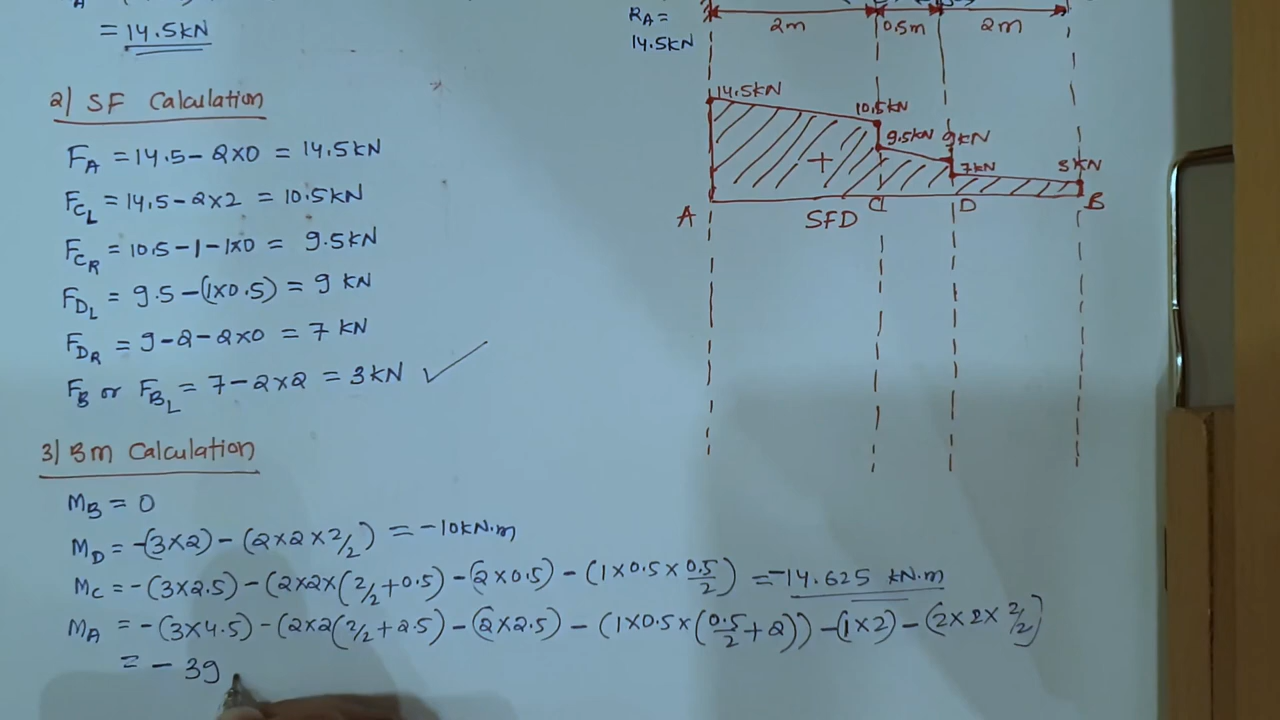 = 14.5kN
2) SF Calculation
F_A = 14.5 - 2×0 = 14.5KN
F_C_L = 14.5 - 2×2 = 10.5KN
F_C_R = 10.5 - 1 - 1×0 = 9.5KN
F_D_L = 9.5 - (1×0.5) = 9 KN
F_D_R = 9 - 2 - 2×0 = 7 KN
F_B or F_B_L = 7 - 2×2 = 3KN ✓
3) BM Calculation
M_B = 0
M_D = -(3×2) - (2×2×2/2) = -10KN.m
M_C = -(3×2.5) - (2×2×(2/2+0.5) - (2×0.5) - (1×0.5×0.5/2) = -14.625 KN.m
M_A = -(3×4.5) - (2×2(2/2+2.5) - (2×2.5) - (1×0.5×(0.5/2+2)) - (1×2) - (2×2×2/2)
= - 39
R_A =
14.5KN
2m 0.5m 2m
14.5KN
10.5KN
9.5KN 9KN
+ 7KN 3KN
A SFD C D B